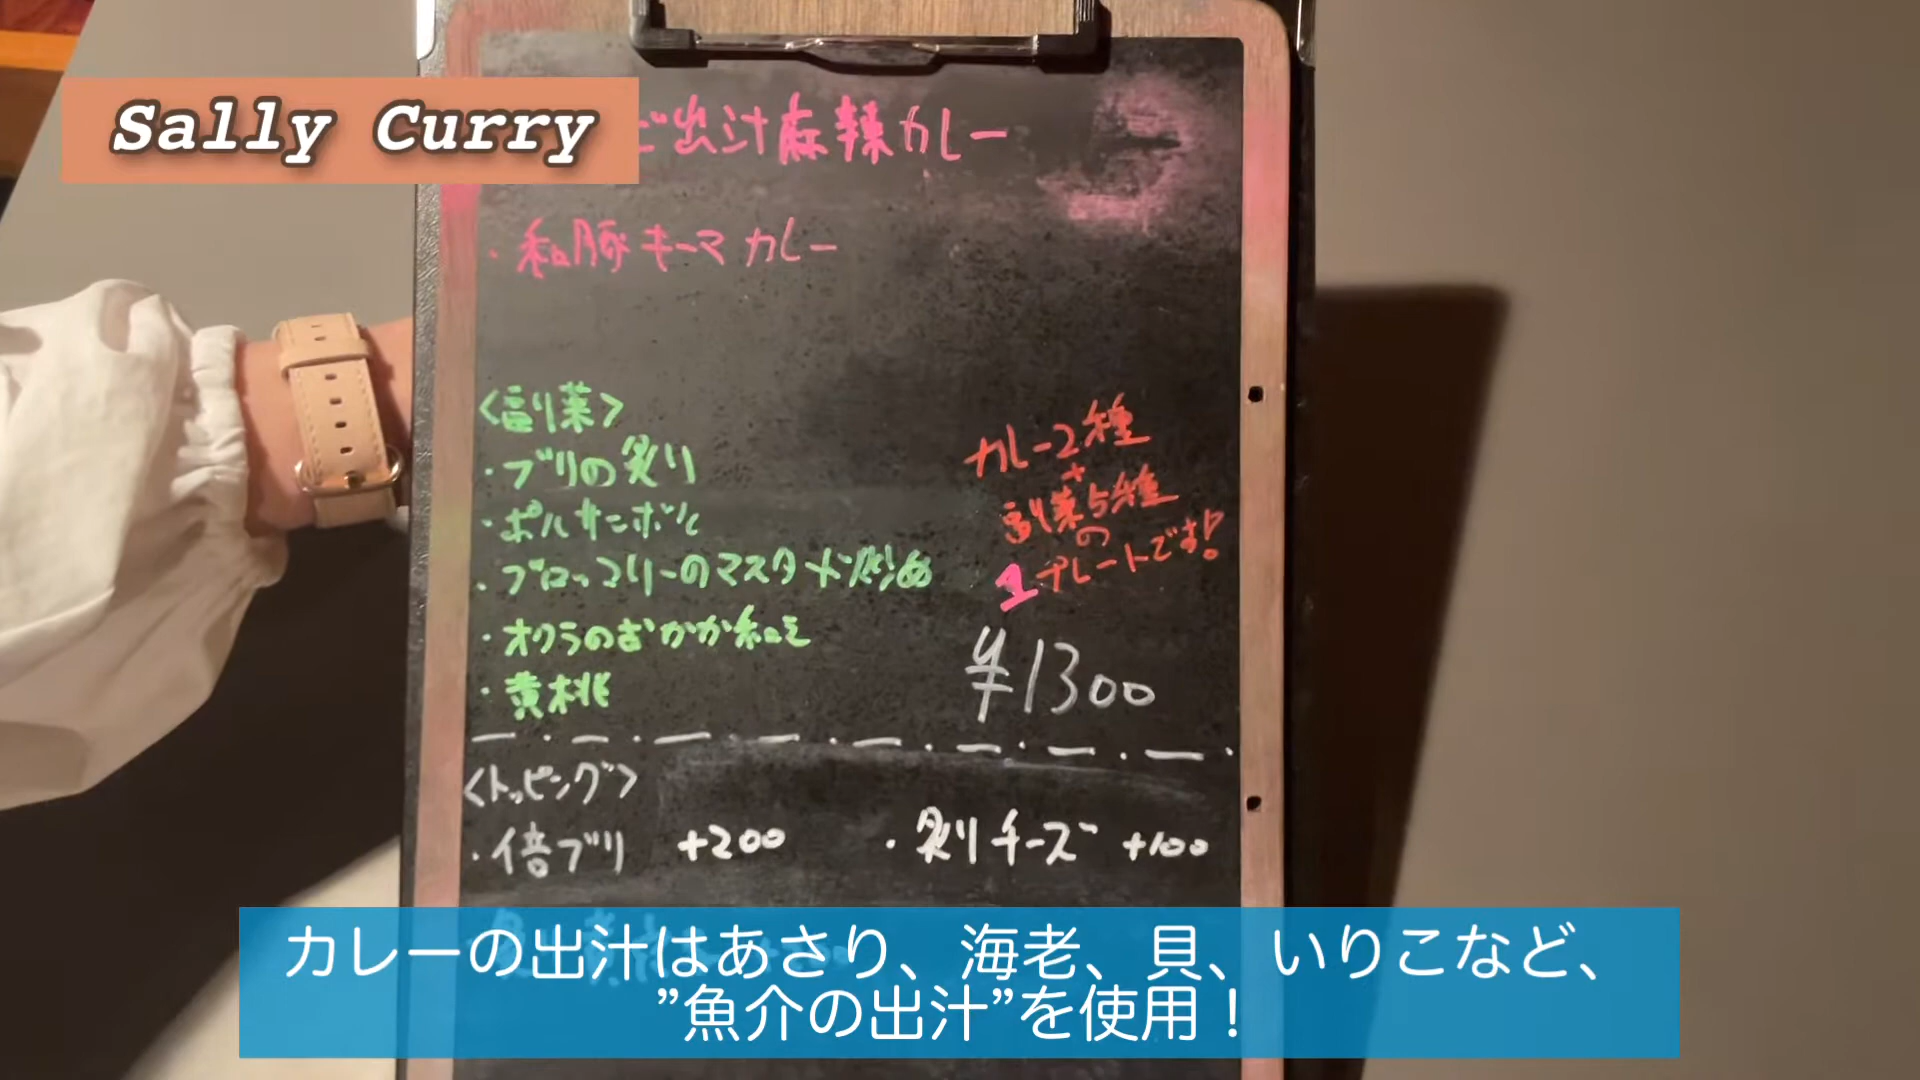 Sally Curry
出汁麻辣カレー
・和豚キーマカレー
<副菜>
・ブリの炙り
・ポルサンボル
・ブロッコリーのマスタード炒め
・オクラのおかか和え
・黄桃
カレー2種
+
副菜5種
の
1プレートです!
¥1300
<トッピング>
・倍ブリ +200
・炙りチーズ +100
カレーの出汁はあさり、海老、貝、いりこなど、
”魚介の出汁”を使用！